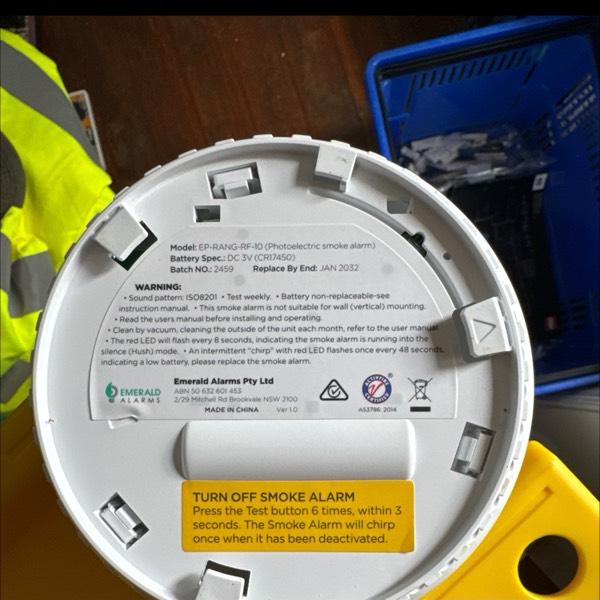 Model: EP-RANG-RF-10 (Photoelectric smoke alarm)
Battery Spec.: DC 3V (CR17450)
Batch NO.: 2459 Replace By End: JAN 2032
WARNING:
• Sound pattern: ISO8201 • Test weekly. • Battery non-replaceable-see
instruction manual. • This smoke alarm is not suitable for wall (vertical) mounting.
• Read the users manual before installing and operating.
• Clean by vacuum, cleaning the outside of the unit each month, refer to the user manual
• The red LED will flash every 8 seconds, indicating the smoke alarm is running into the
silence (Hush) mode. • An intermittent "chirp" with red LED flashes once every 48 seconds,
indicating a low battery, please replace the smoke alarm.
EMERALD
ALARMS
Emerald Alarms Pty Ltd
ABN 50 632 601 453
2/29 Mitchell Rd Brookvale NSW 2100
MADE IN CHINA Ver 1.0
AS3786: 2014
TURN OFF SMOKE ALARM
Press the Test button 6 times, within 3
seconds. The Smoke Alarm will chirp
once when it has been deactivated.